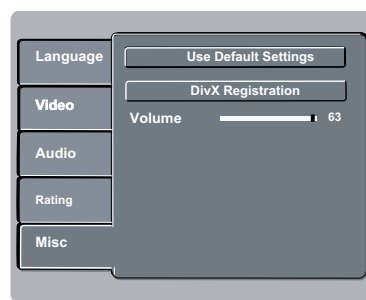 Language
Video
Audio
Rating
Misc
Use Default Settings
DivX Registration
Volume 63